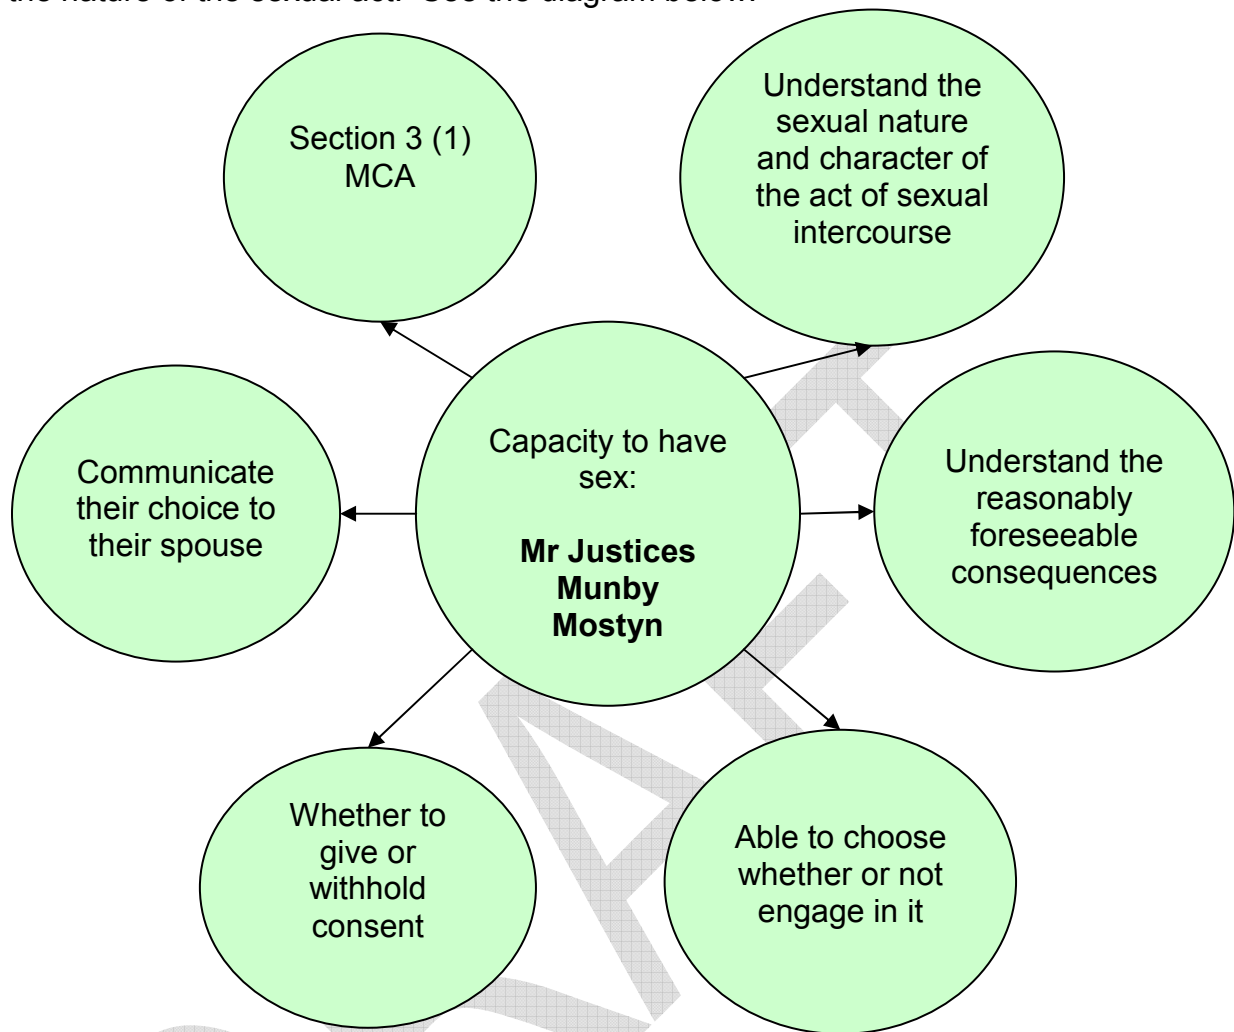 the nature of the sexual act. See the diagram below.
Section 3 (1)
MCA
Understand the
sexual nature
and character of
the act of sexual
intercourse
Communicate
their choice to
their spouse
Capacity to have
sex:
Mr Justices
Munby
Mostyn
Understand the
reasonably
foreseeable
consequences
Whether to
give or
withhold
consent
Able to choose
whether or not
engage in it
DRAFT